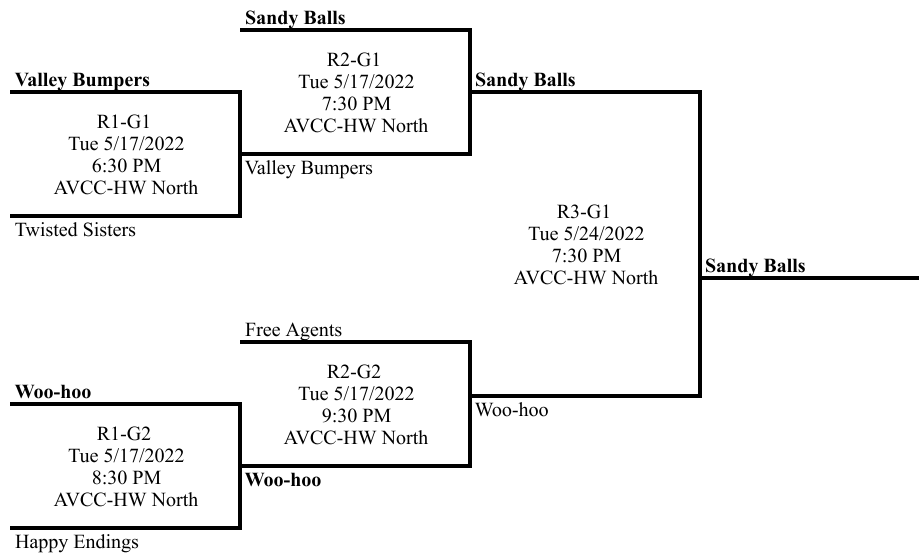 Sandy Balls
R2-G1
Tue 5/17/2022
7:30 PM
AVCC-HW North
Valley Bumpers
Sandy Balls
R1-G1
Tue 5/17/2022
6:30 PM
AVCC-HW North
Valley Bumpers
Twisted Sisters
R3-G1
Tue 5/24/2022
7:30 PM
AVCC-HW North
Sandy Balls
Free Agents
R2-G2
Tue 5/17/2022
9:30 PM
AVCC-HW North
Woo-hoo
Woo-hoo
R1-G2
Tue 5/17/2022
8:30 PM
AVCC-HW North
Woo-hoo
Happy Endings